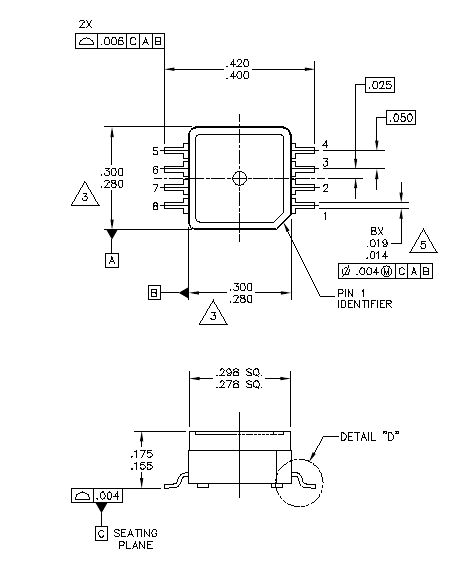 2X
.006 C A B
.420
.400
.025
.050
5 4
6 3
7 2
8 1
.300
.280
3
A
8X
.019
.014
5
Ø .004 Ⓜ C A B
B
.300
.280
3
PIN 1
IDENTIFIER
.298 SQ.
.278 SQ.
DETAIL "D"
.175
.155
.004
C SEATING
PLANE